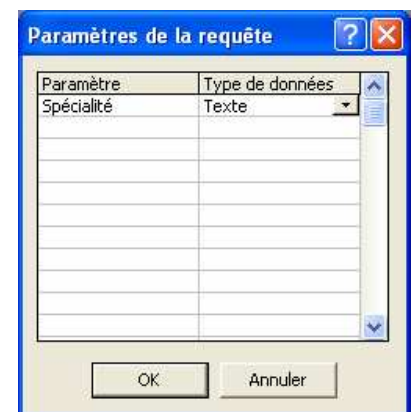 Paramètres de la requête
Paramètre Type de données
Spécialité Texte
OK Annuler